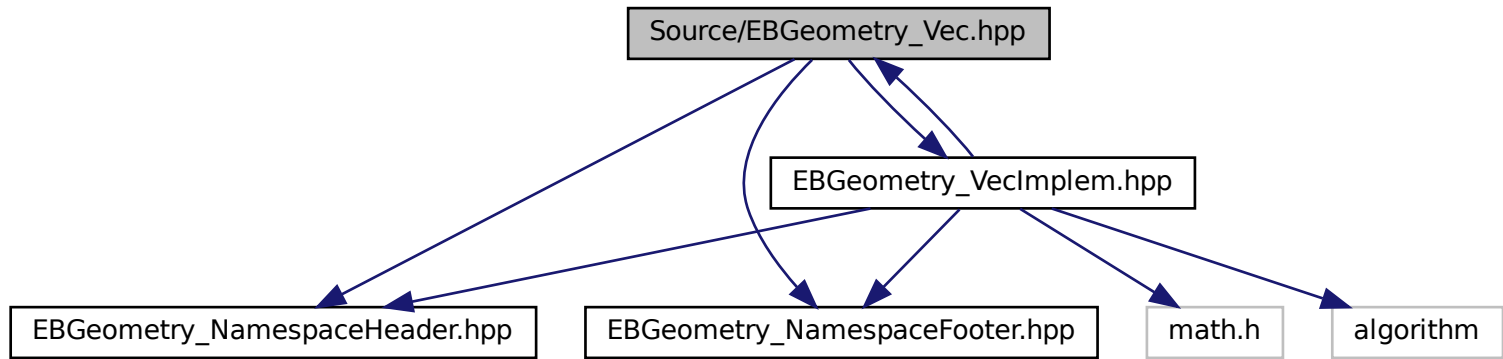 Source/EBGeometry_Vec.hpp
EBGeometry_VecImplem.hpp
EBGeometry_NamespaceHeader.hpp
EBGeometry_NamespaceFooter.hpp
math.h
algorithm